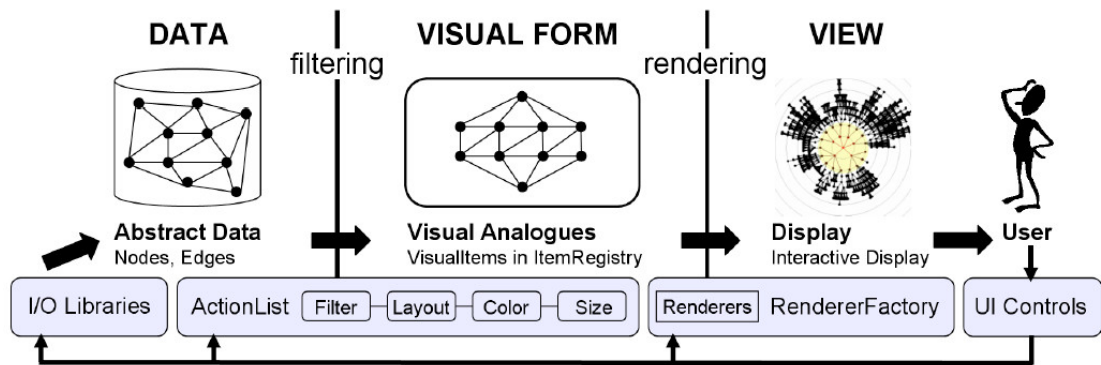 DATA
VISUAL FORM
VIEW
filtering
rendering
Abstract Data
Nodes, Edges
Visual Analogues
VisualItems in ItemRegistry
Display
Interactive Display
User
I/O Libraries
ActionList
Filter
Layout
Color
Size
Renderers
RendererFactory
UI Controls